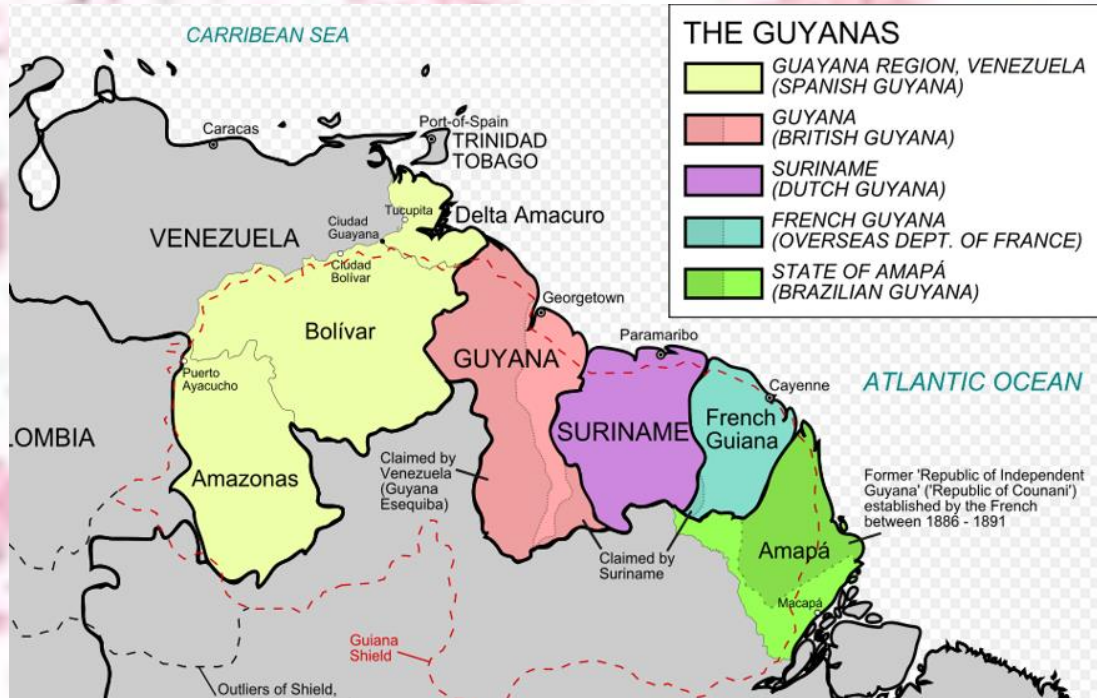 CARRIBEAN SEA
THE GUYANAS
GUAYANA REGION, VENEZUELA
(SPANISH GUYANA)
GUYANA
(BRITISH GUYANA)
SURINAME
(DUTCH GUYANA)
FRENCH GUYANA
(OVERSEAS DEPT. OF FRANCE)
STATE OF AMAPÁ
(BRAZILIAN GUYANA)
Caracas
Port-of-Spain
TRINIDAD
TOBAGO
VENEZUELA
Tucupita
Delta Amacuro
Ciudad
Guayana
Ciudad
Bolívar
Bolívar
Georgetown
GUYANA
Paramaribo
Puerto
Ayacucho
Cayenne
ATLANTIC OCEAN
LOMBIA
SURINAME
French
Guiana
Amazonas
Claimed by
Venezuela
(Guyana
Esequiba)
Former 'Republic of Independent
Guyana' ('Republic of Counani')
established by the French
between 1886 - 1891
Claimed by
Suriname
Amapá
Macapá
Guiana
Shield
Outliers of Shield,